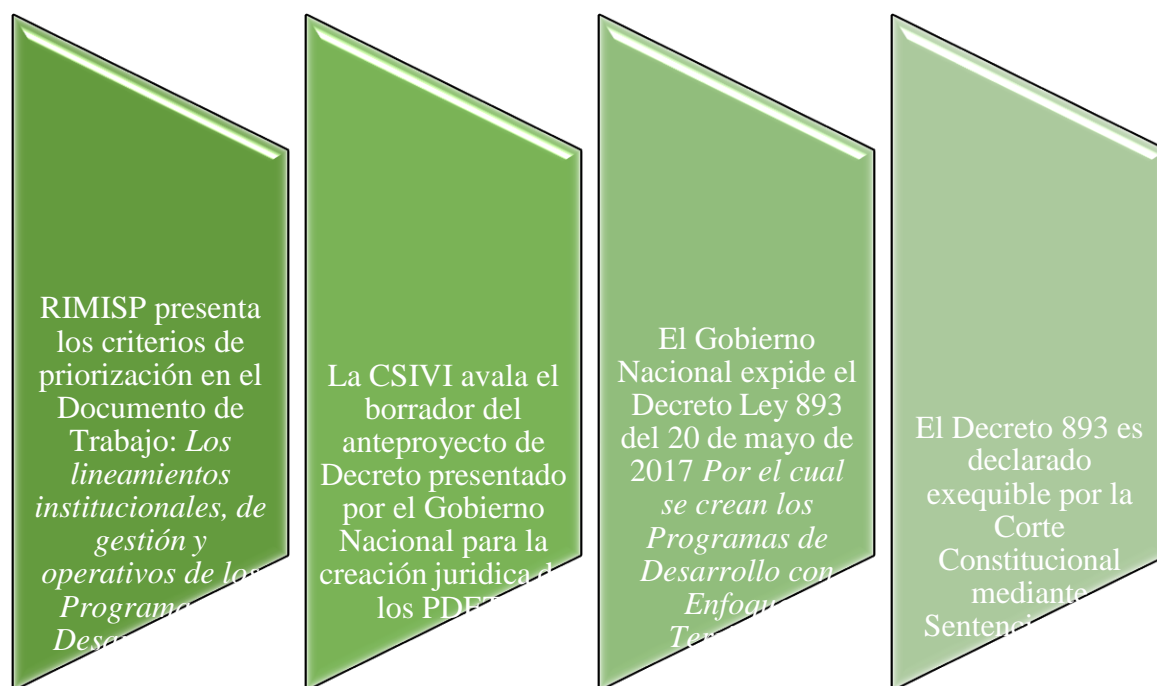 RIMISP presenta
los criterios de
priorización en el
Documento de
Trabajo: Los
lineamientos
institucionales, de
gestión y
operativos de los
Programa
La CSIVI avala el
borrador del
anteproyecto de
Decreto presentado
por el Gobierno
Nacional para la
creación juridica
los PDET
El Gobierno
Nacional expide el
Decreto Ley 893
del 20 de mayo de
2017 Por el cual
se crean los
Programas de
Desarrollo con
Enfoque
El Decreto 893 es
declarado
exequible por la
Corte
Constitucional
mediante